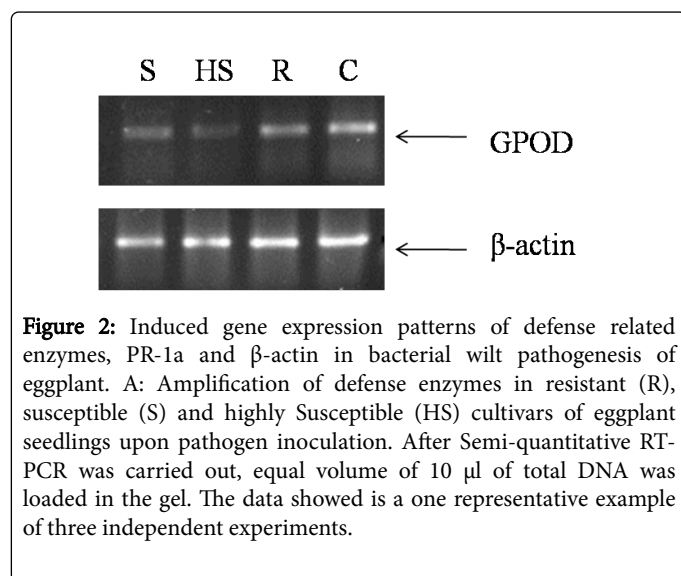 S HS R C
GPOD
β-actin
Figure 2: Induced gene expression patterns of defense related
enzymes, PR-1a and β-actin in bacterial wilt pathogenesis of
eggplant. A: Amplification of defense enzymes in resistant (R),
susceptible (S) and highly Susceptible (HS) cultivars of eggplant
seedlings upon pathogen inoculation. After Semi-quantitative RT-
PCR was carried out, equal volume of 10 μl of total DNA was
loaded in the gel. The data showed is a one representative example
of three independent experiments.